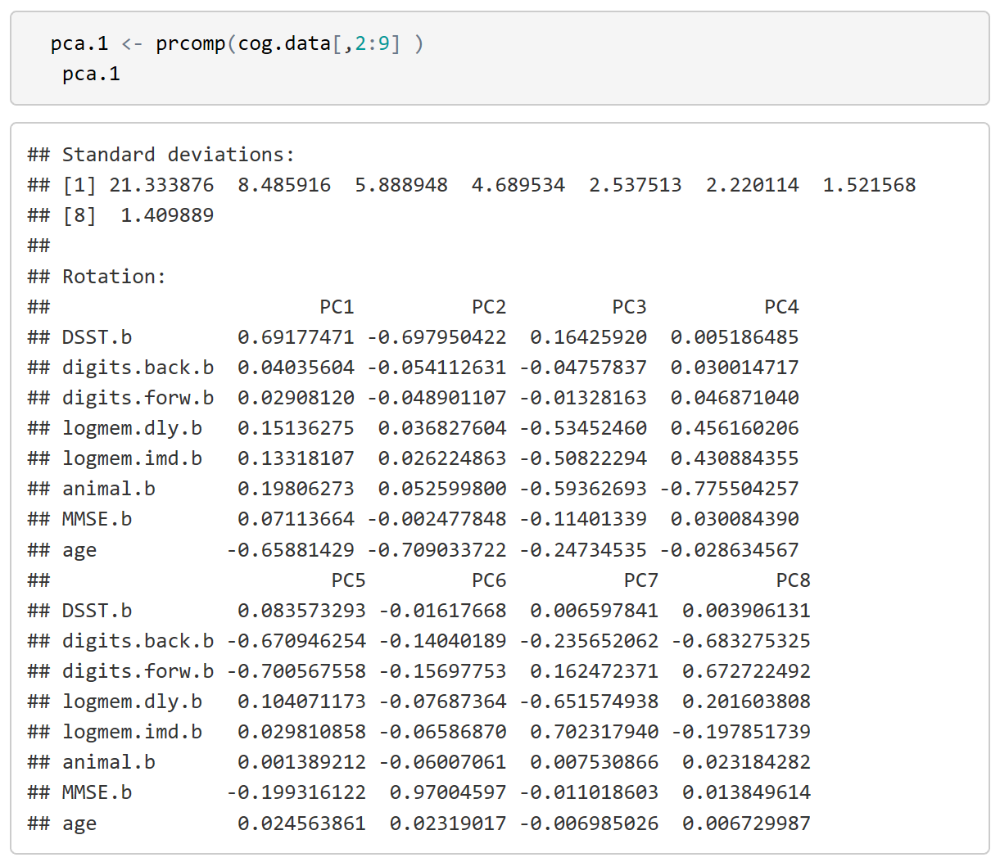 pca.1 <- prcomp(cog.data[,2:9] )
pca.1
## Standard deviations:
## [1] 21.333876  8.485916  5.888948  4.689534  2.537513  2.220114  1.521568
## [8]  1.409889
##
## Rotation:
##                       PC1          PC2         PC3          PC4
## DSST.b         0.69177471 -0.697950422  0.16425920  0.005186485
## digits.back.b  0.04035604 -0.054112631 -0.04757837  0.030014717
## digits.forw.b  0.02908120 -0.048901107 -0.01328163  0.046871040
## logmem.dly.b   0.15136275  0.036827604 -0.53452460  0.456160206
## logmem.imd.b   0.13318107  0.026224863 -0.50822294  0.430884355
## animal.b       0.19806273  0.052599800 -0.59362693 -0.775504257
## MMSE.b         0.07113664 -0.002477848 -0.11401339  0.030084390
## age           -0.65881429 -0.709033722 -0.24734535 -0.028634567
##                        PC5         PC6          PC7          PC8
## DSST.b         0.083573293 -0.01617668  0.006597841  0.003906131
## digits.back.b -0.670946254 -0.14040189 -0.235652062 -0.683275325
## digits.forw.b -0.700567558 -0.15697753  0.162472371  0.672722492
## logmem.dly.b   0.104071173 -0.07687364 -0.651574938  0.201603808
## logmem.imd.b   0.029810858 -0.06586870  0.702317940 -0.197851739
## animal.b       0.001389212 -0.06007061  0.007530866  0.023184282
## MMSE.b        -0.199316122  0.97004597 -0.011018603  0.013849614
## age            0.024563861  0.02319017 -0.006985026  0.006729987